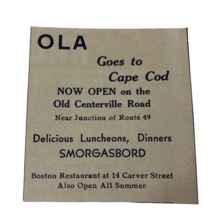 OLA
Goes to
Cape Cod
NOW OPEN on the
Old Centerville Road
Near Junction of Route 49
Delicious Luncheons, Dinners
SMORGASBORD
Boston Restaurant at 14 Carver Street
Also Open All Summer